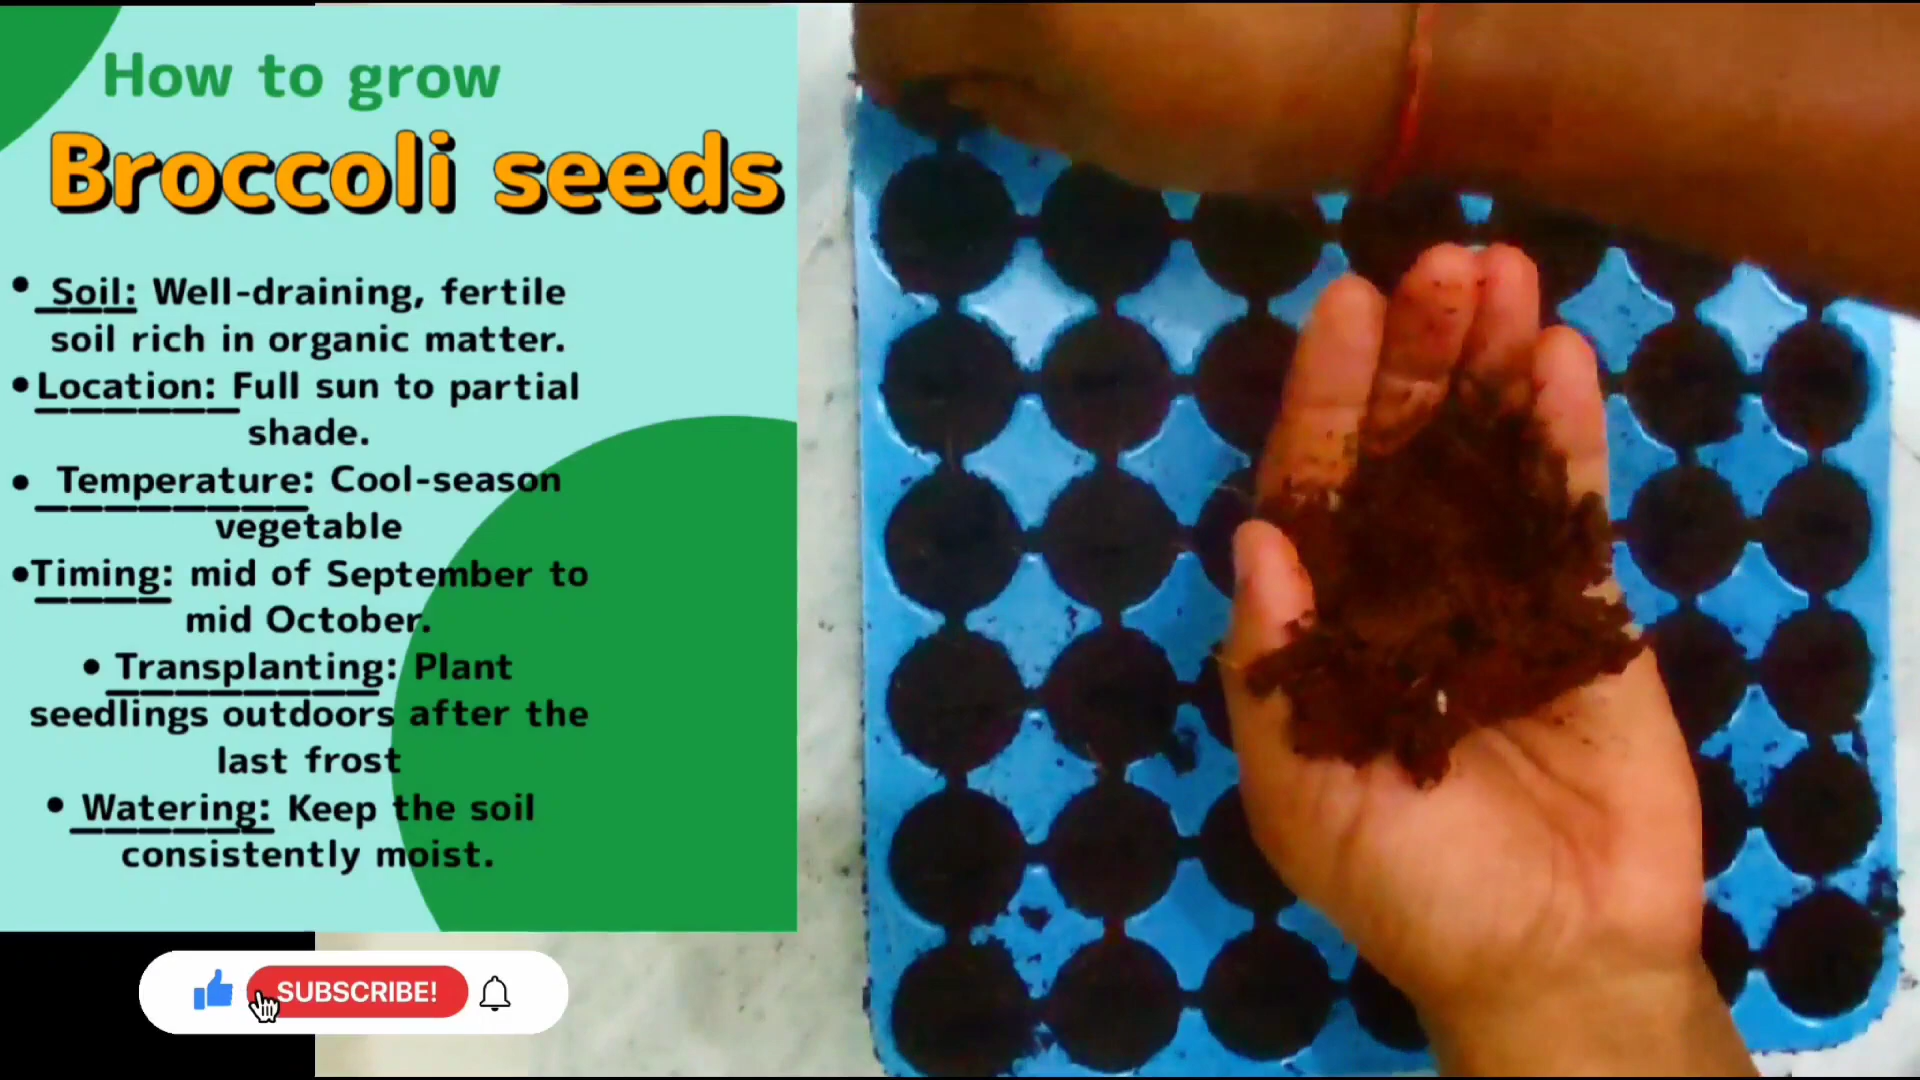 How to grow
Broccoli seeds
• Soil: Well-draining, fertile
soil rich in organic matter.
•Location: Full sun to partial
shade.
• Temperature: Cool-season
vegetable
•Timing: mid of September to
mid October.
• Transplanting: Plant
seedlings outdoors after the
last frost
• Watering: Keep the soil
consistently moist.
SUBSCRIBE!